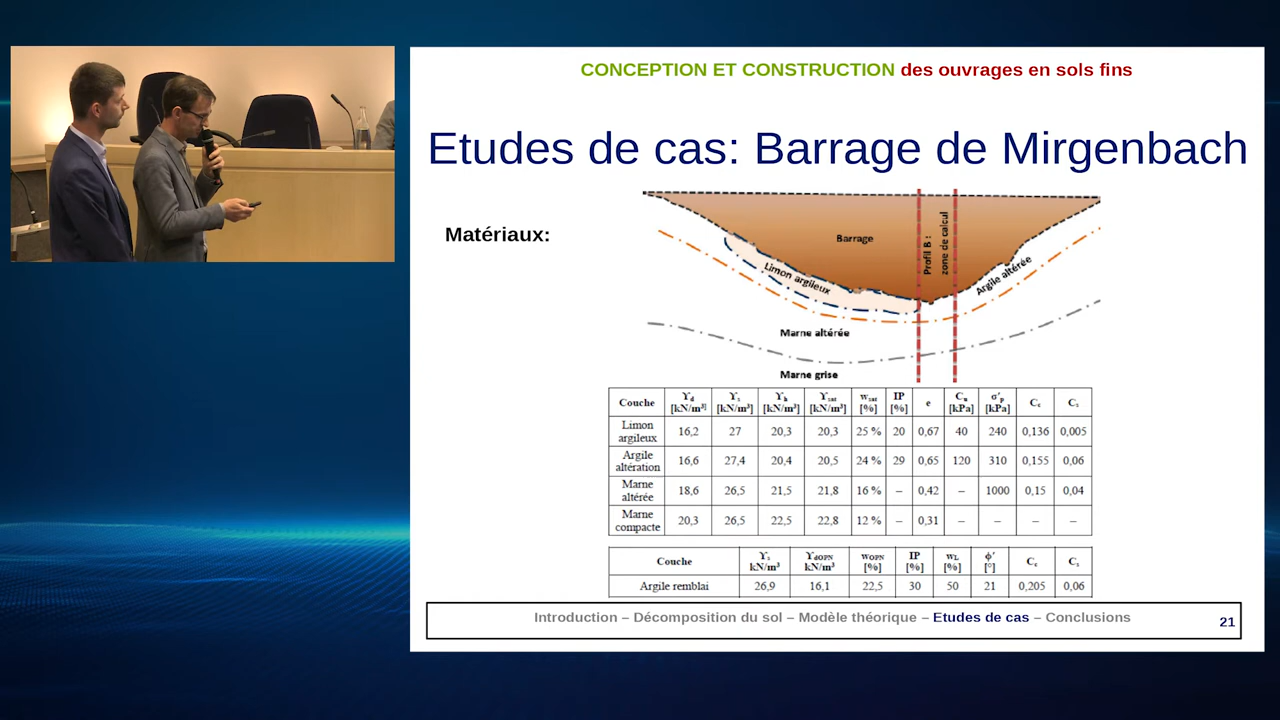 CONCEPTION ET CONSTRUCTION des ouvrages en sols fins
Etudes de cas: Barrage de Mirgenbach
Matériaux:
Barrage
Profil B :
zone de calcul
Limon argileux
Argile altérée
Marne altérée
Marne grise
Couche ϒd [kN/m³] ϒs [kN/m³] ϒh [kN/m³] ϒsat [kN/m³] wsat [%] IP [%] e Cu [kPa] σ'p [kPa] Cc Cs
Limon argileux 16,2 27 20,3 20,3 25 % 20 0,67 40 240 0,136 0,005
Argile altération 16,6 27,4 20,4 20,5 24 % 29 0,65 120 310 0,155 0,06
Marne altérée 18,6 26,5 21,5 21,8 16 % – 0,42 – 1000 0,15 0,04
Marne compacte 20,3 26,5 22,5 22,8 12 % – 0,31 – – – –
Couche ϒs kN/m³ ϒdOPN kN/m³ wOPN [%] IP [%] wL [%] ϕ' [°] Cc Cs
Argile remblai 26,9 16,1 22,5 30 50 21 0,205 0,06
Introduction – Décomposition du sol – Modèle théorique – Etudes de cas – Conclusions
21